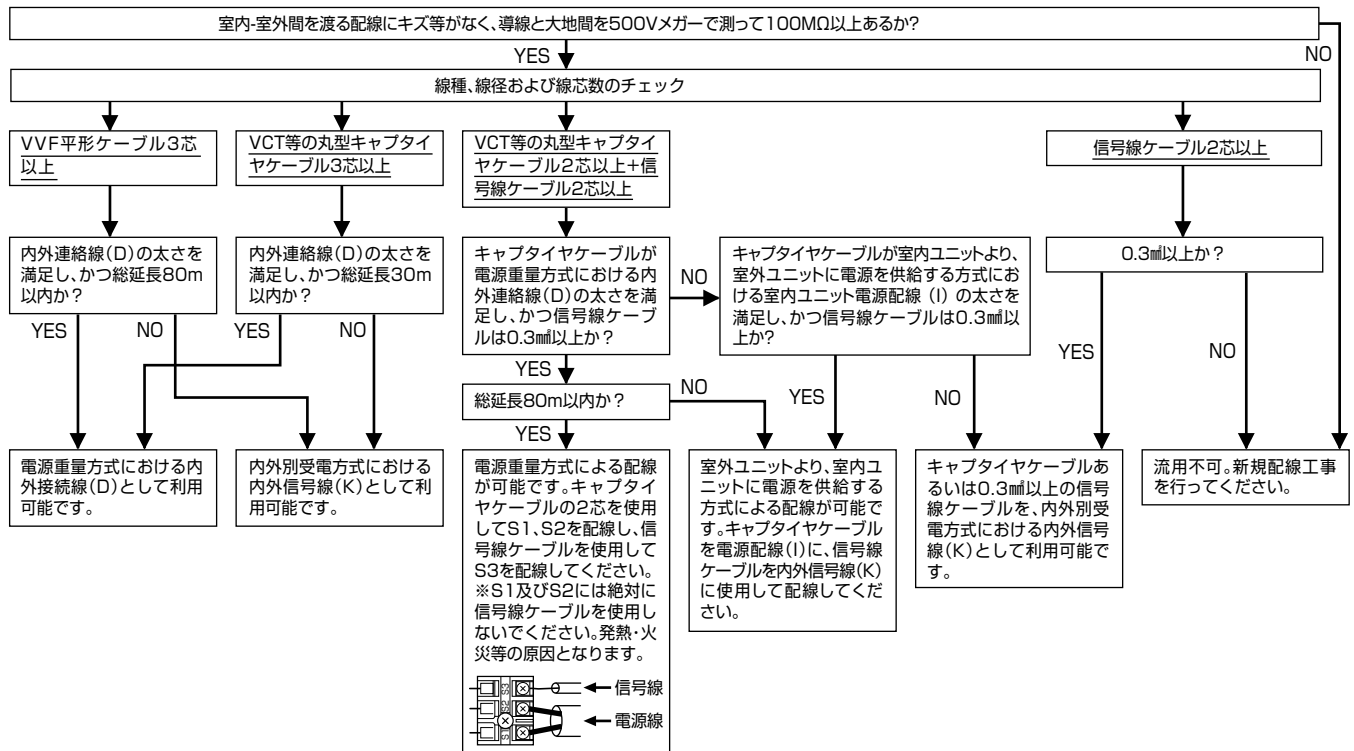 室内-室外間を渡る配線にキズ等がなく、導線と大地間を500Vメガーで測って100MΩ以上あるか?
YES
NO
線種、線径および線芯数のチェック
VVF平形ケーブル3芯
以上
VCT等の丸型キャブタイ
ヤケーブル3芯以上
VCT等の丸型キャブタイ
ヤケーブル2芯以上+信
号線ケーブル2芯以上
信号線ケーブル2芯以上
内外連絡線(D)の太さを
満足し、かつ総延長80m
以内か?
内外連絡線(D)の太さを
満足し、かつ総延長30m
以内か?
キャプタイヤケーブルが
電源重量方式における内
外連絡線(D)の太さを満
足し、かつ信号線ケーブ
ルは0.3㎟以上か?
NO
キャプタイヤケーブルが室内ユニットより、
室外ユニットに電源を供給する方式にお
ける室内ユニット電源配線(I)の太さを
満足し、かつ信号線ケーブルは0.3㎟以
上か?
0.3㎟以上か?
YES
NO
YES
NO
YES
NO
YES
総延長80m以内か?
NO
YES
NO
YES
電源重量方式における内
外接続線(D)として利用
可能です。
内外別受電方式における
内外信号線(K)として利
用可能です。
電源重量方式による配線
が可能です。キャプタイ
ヤケーブルの2芯を使用
してS1、S2を配線し、信
号線ケーブルを使用して
S3を配線してください。
※S1及びS2には絶対に
信号線ケーブルを使用し
ないでください。発熱・火
災等の原因となります。
S3
S2
S1
信号線
電源線
室外ユニットより、室内ユ
ニットに電源を供給する
方式による配線が可能で
す。キャプタイヤケーブル
を電源配線(I)に、信号線
ケーブルを内外信号線(K)
に使用して配線してくだ
さい。
キャプタイヤケーブルあ
るいは0.3㎟以上の信号
線ケーブルを、内外別受
電方式における内外信号
線(K)として利用可能で
す。
流用不可。新規配線工事
を行ってください。